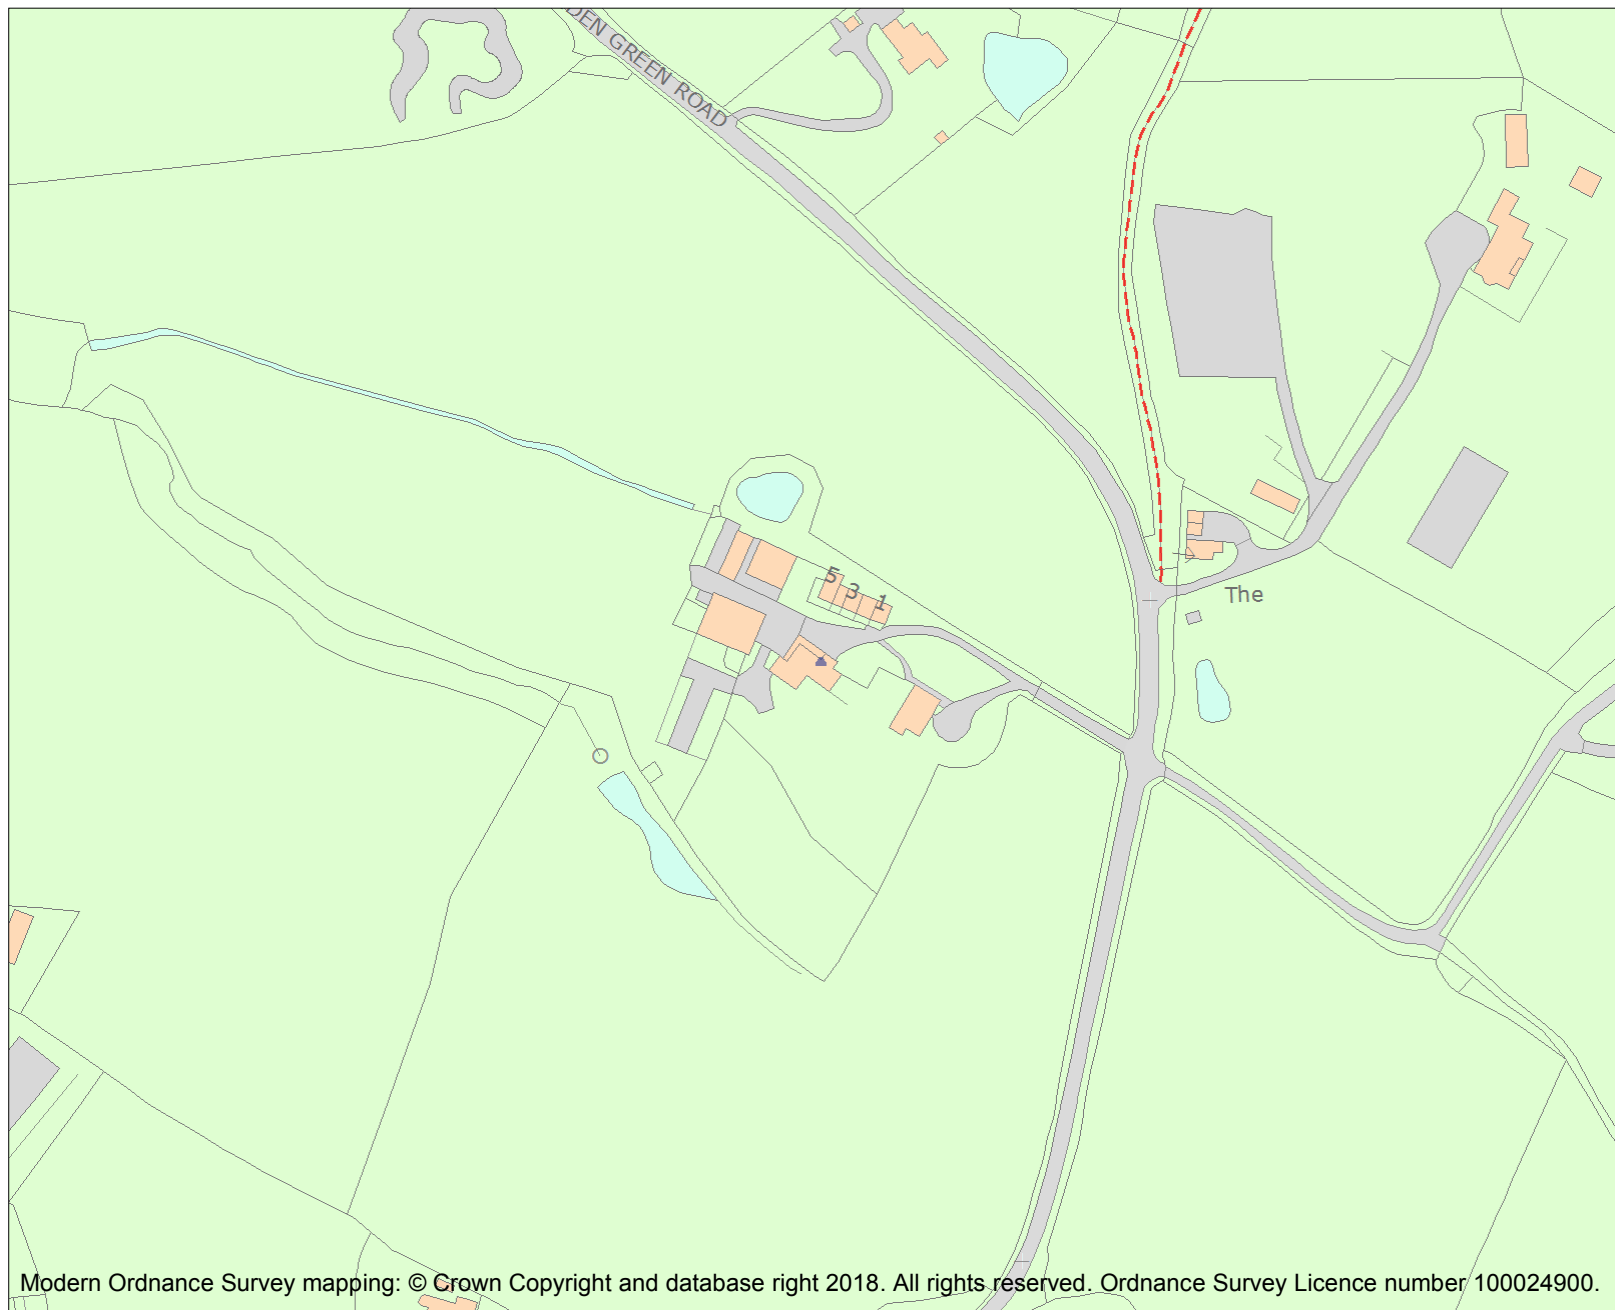 DEN GREEN ROAD
5
3
1
The
Modern Ordnance Survey mapping: © Crown Copyright and database right 2018. All rights reserved. Ordnance Survey Licence number 100024900.